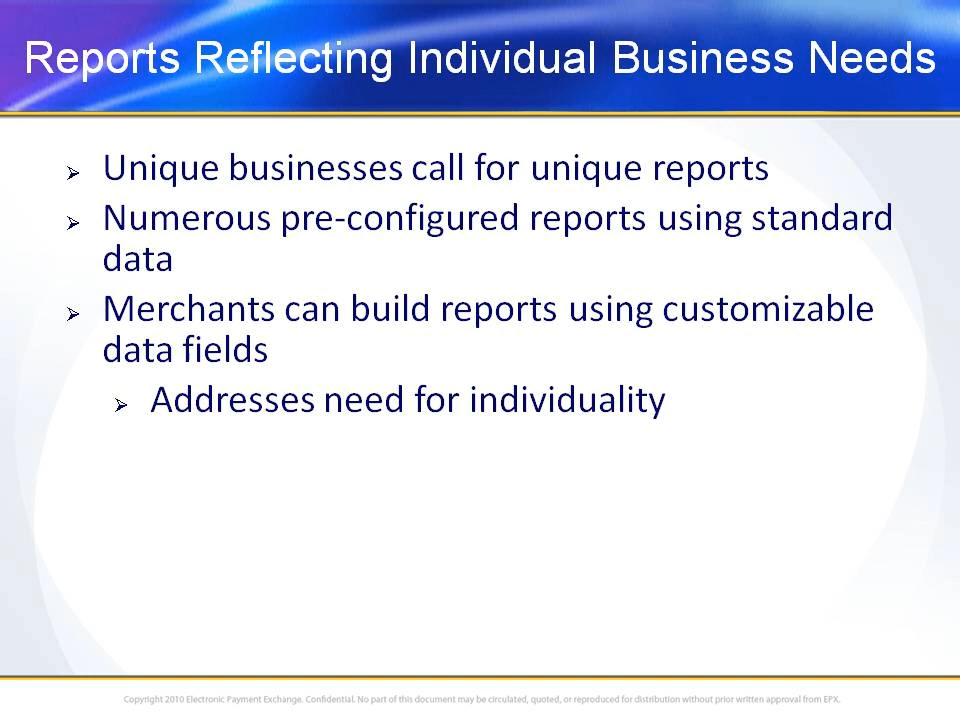 Reports Reflecting Individual Business Needs
Unique businesses call for unique reports
Numerous pre-configured reports using standard
data
Merchants can build reports using customizable
data fields
Addresses need for individuality
Copyright 2010 Electronic Payment Exchange. Confidential. No part of this document may be circulated, quoted, or reproduced for distribution without prior written approval from EPX.